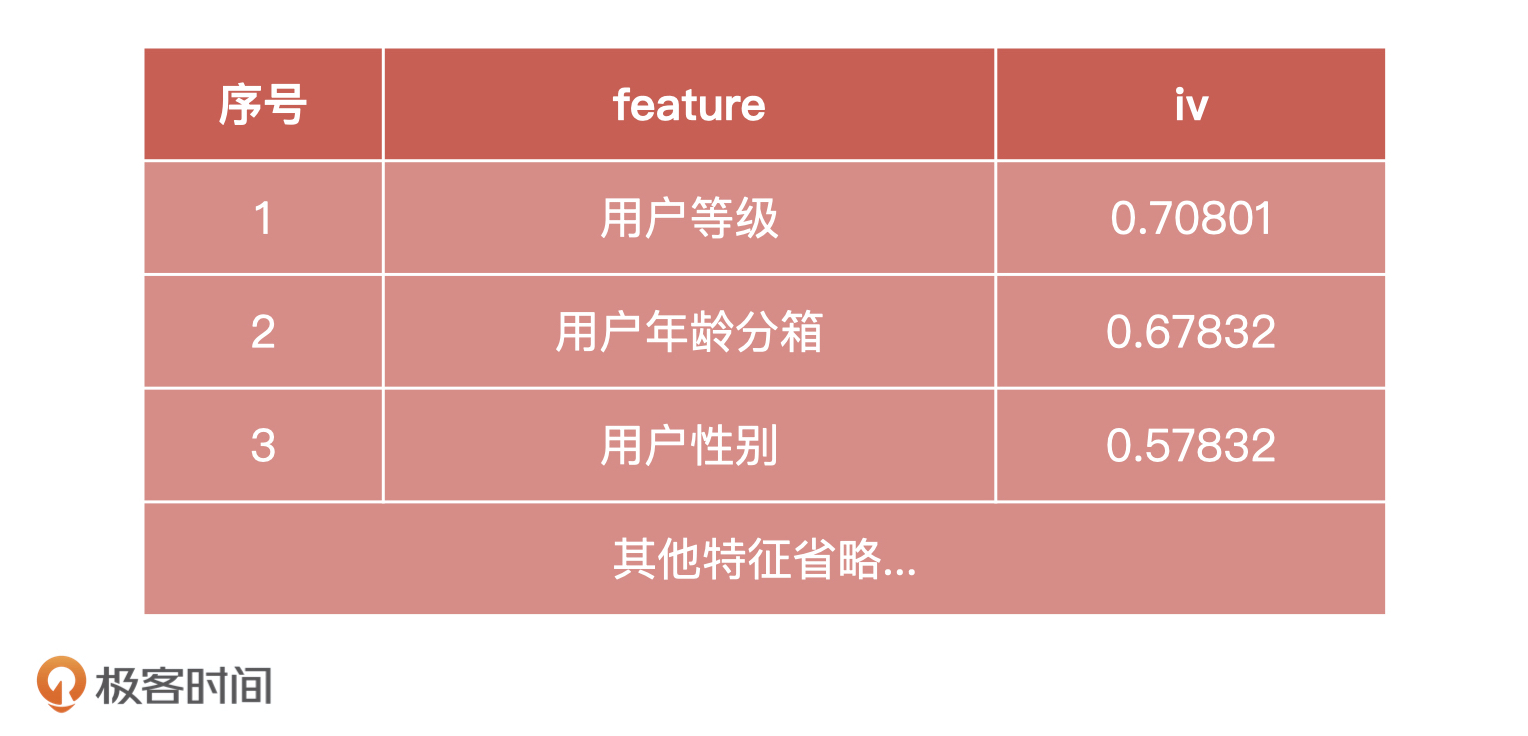 序号 feature iv
1 用户等级 0.70801
2 用户年龄分箱 0.67832
3 用户性别 0.57832
其他特征省略...
极客时间